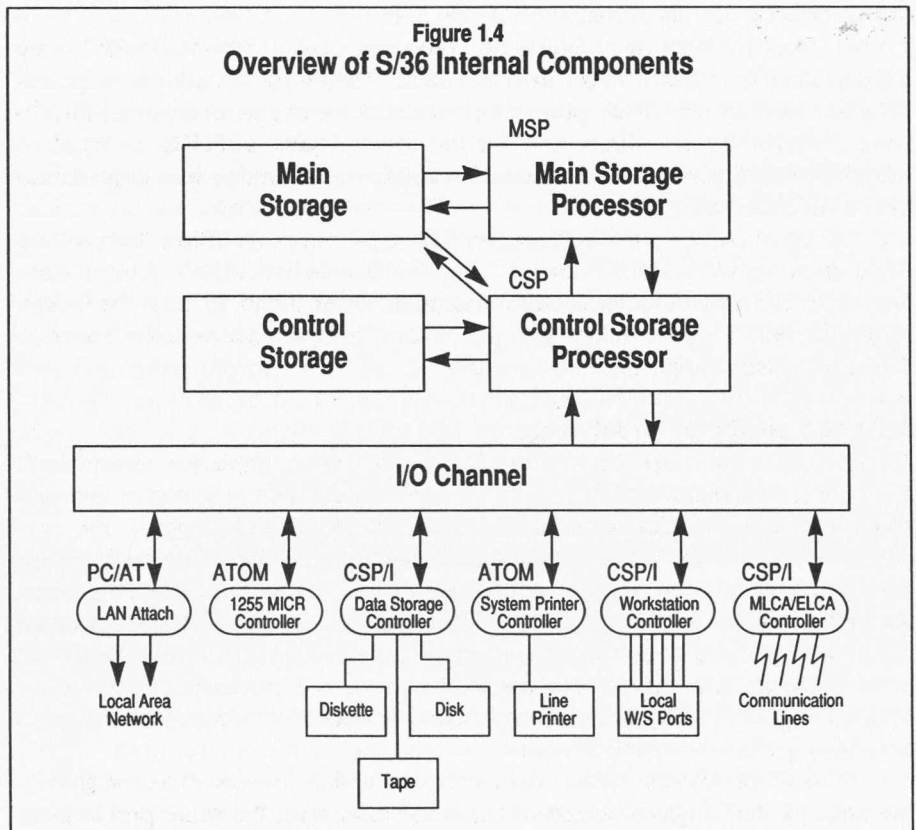 Figure 1.4
Overview of S/36 Internal Components
MSP
Main
Storage
Main Storage
Processor
CSP
Control
Storage
Control Storage
Processor
I/O Channel
PC/AT
ATOM
CSP/I
ATOM
CSP/I
CSP/I
LAN Attach
1255 MICR
Controller
Data Storage
Controller
System Printer
Controller
Workstation
Controller
MLCA/ELCA
Controller
Local Area
Network
Diskette
Disk
Line
Printer
Local
W/S Ports
Communication
Lines
Tape